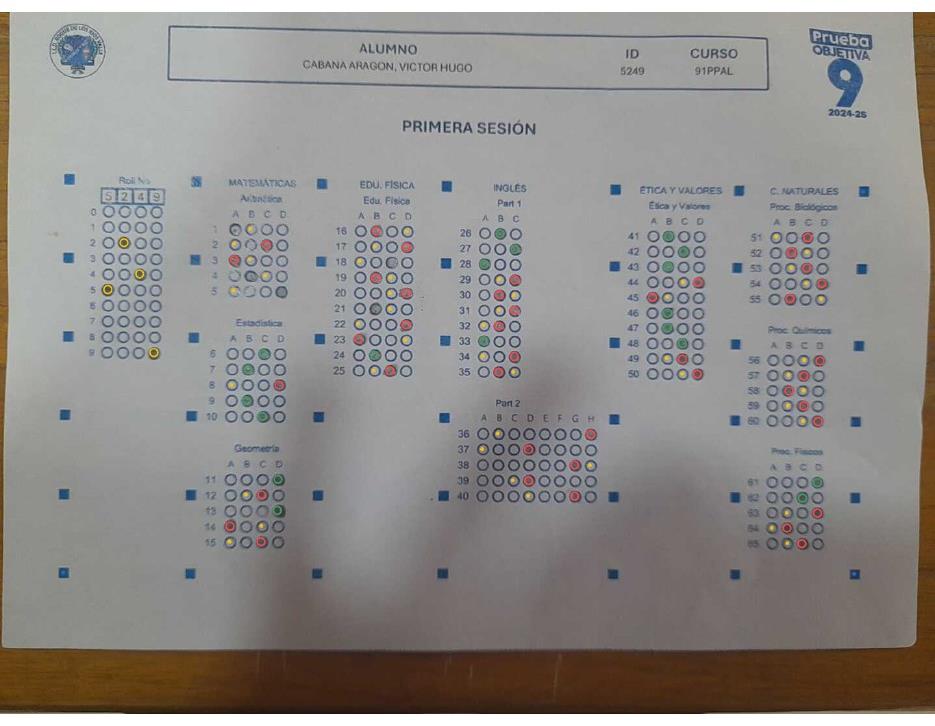 ALUMNO
CABANA ARAGON, VICTOR HUGO
ID
5249
CURSO
91PPAL
Prueba
OBJETIVA
9
2024-25
PRIMERA SESIÓN
Roll No
5 2 4 9
0
1
2
3
4
5
6
7
8
9
MATEMÁTICAS
Aritmética
A B C D
1
2
3
4
5
Estadística
A B C D
6
7
8
9
10
Geometría
A B C D
11
12
13
14
15
EDU. FÍSICA
Edu. Física
A B C D
16
17
18
19
20
21
22
23
24
25
INGLÉS
Part 1
A B C
26
27
28
29
30
31
32
33
34
35
Part 2
A B C D E F G H
36
37
38
39
40
ÉTICA Y VALORES
Ética y Valores
A B C D
41
42
43
44
45
46
47
48
49
50
C. NATURALES
Proc. Biológicos
A B C D
51
52
53
54
55
Proc. Químicos
A B C D
56
57
58
59
60
Proc. Físicos
A B C D
61
62
63
64
65